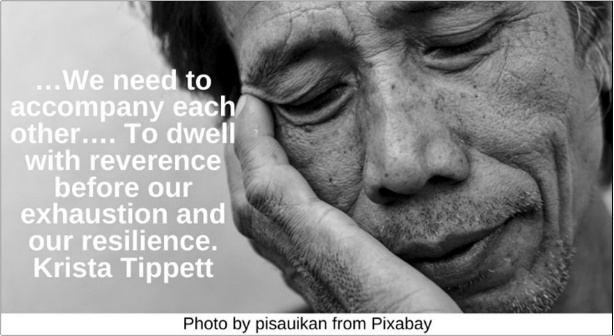 …We need to
accompany each
other…. To dwell
with reverence
before our
exhaustion and
our resilience.
Krista Tippett
Photo by pisauikan from Pixabay